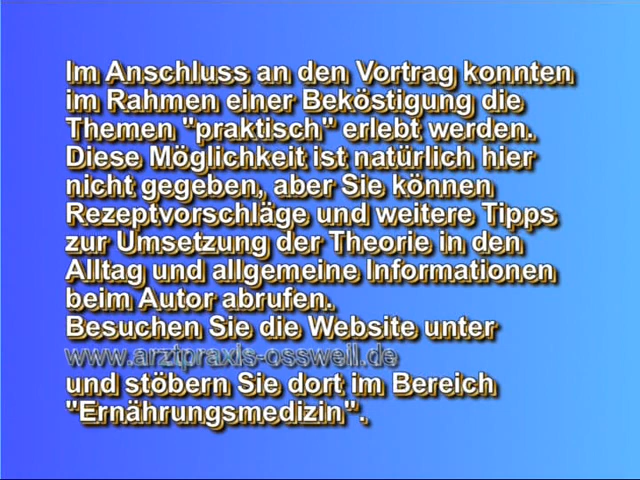 Im Anschluss an den Vortrag konnten
im Rahmen einer Beköstigung die
Themen "praktisch" erlebt werden.
Diese Möglichkeit ist natürlich hier
nicht gegeben, aber Sie können
Rezeptvorschläge und weitere Tipps
zur Umsetzung der Theorie in den
Alltag und allgemeine Informationen
beim Autor abrufen.
Besuchen Sie die Website unter
www.arztpraxis-ossweil.de
und stöbern Sie dort im Bereich
"Ernährungsmedizin".